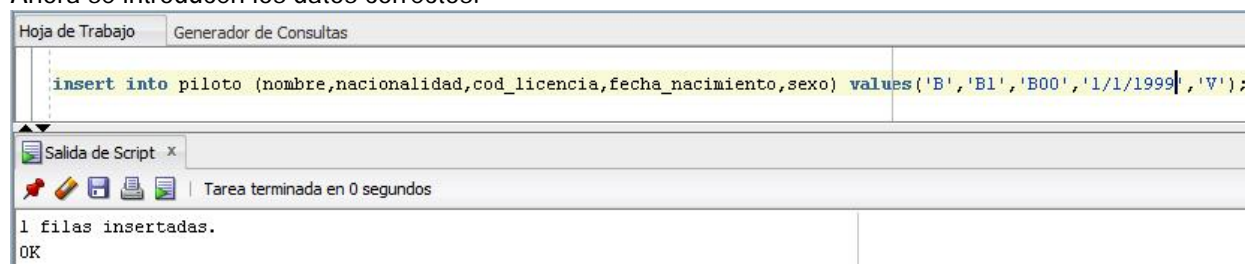 Ahora se introducen los datos correctos.
Hoja de Trabajo Generador de Consultas
insert into piloto (nombre,nacionalidad,cod_licencia,fecha_nacimiento,sexo) values('B','B1','B00','1/1/1999','V');
Salida de Script x
Tarea terminada en 0 segundos
1 filas insertadas.
OK